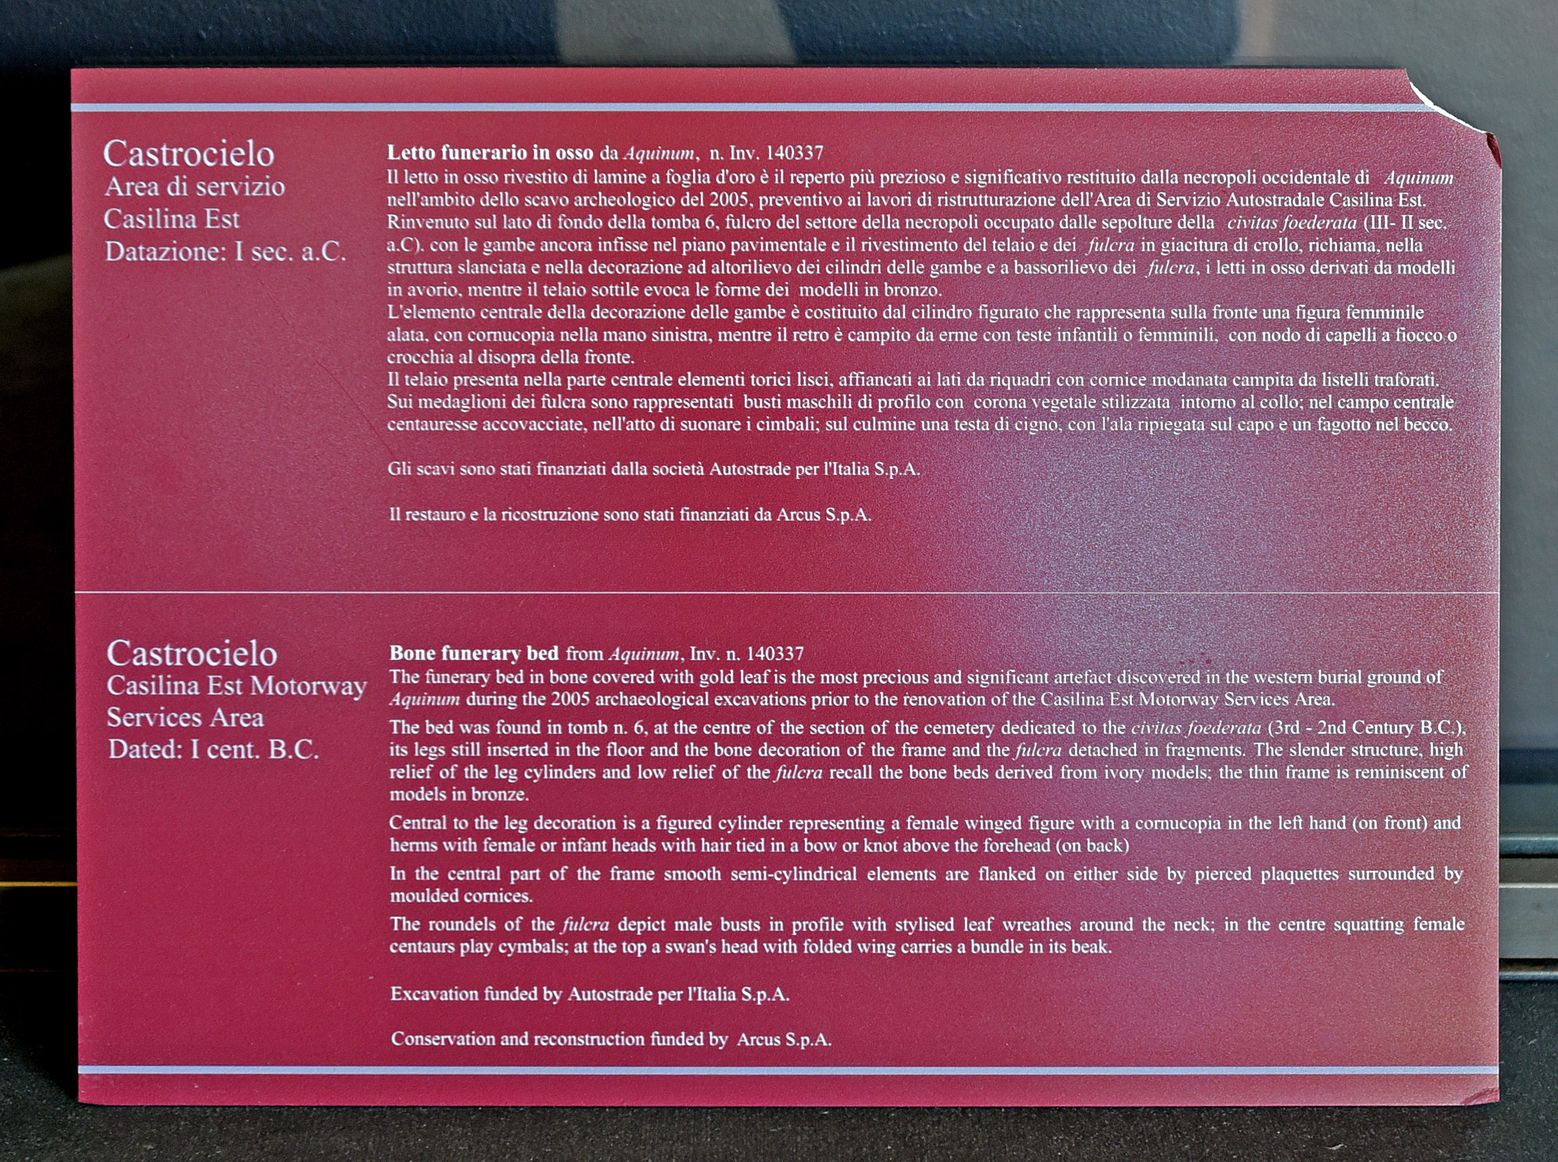 Castrocielo
Area di servizio
Casilina Est
Datazione: I sec. a.C.
Letto funerario in osso da Aquinum, n. Inv. 140337
Il letto in osso rivestito di lamine a foglia d'oro è il reperto più prezioso e significativo restituito dalla necropoli occidentale di Aquinum
nell'ambito dello scavo archeologico del 2005, preventivo ai lavori di ristrutturazione dell'Area di Servizio Autostradale Casilina Est.
Rinvenuto sul lato di fondo della tomba 6, fulcro del settore della necropoli occupato dalle sepolture della civitas foederata (III- II sec.
a.C). con le gambe ancora infisse nel piano pavimentale e il rivestimento del telaio e dei fulcra in giacitura di crollo, richiama, nella
struttura slanciata e nella decorazione ad altorilievo dei cilindri delle gambe e a bassorilievo dei fulcra, i letti in osso derivati da modelli
in avorio, mentre il telaio sottile evoca le forme dei modelli in bronzo.
L'elemento centrale della decorazione delle gambe è costituito dal cilindro figurato che rappresenta sulla fronte una figura femminile
alata, con cornucopia nella mano sinistra, mentre il retro è campito da erme con teste infantili o femminili, con nodo di capelli a fiocco o
crocchia al disopra della fronte.
Il telaio presenta nella parte centrale elementi torici lisci, affiancati ai lati da riquadri con cornice modanata campita da listelli traforati.
Sui medaglioni dei fulcra sono rappresentati busti maschili di profilo con corona vegetale stilizzata intorno al collo; nel campo centrale
centauresse accovacciate, nell'atto di suonare i cimbali; sul culmine una testa di cigno, con l'ala ripiegata sul capo e un fagotto nel becco.
Gli scavi sono stati finanziati dalla società Autostrade per l'Italia S.p.A.
Il restauro e la ricostruzione sono stati finanziati da Arcus S.p.A.
Castrocielo
Casilina Est Motorway
Services Area
Dated: I cent. B.C.
Bone funerary bed from Aquinum, Inv. n. 140337
The funerary bed in bone covered with gold leaf is the most precious and significant artefact discovered in the western burial ground of
Aquinum during the 2005 archaeological excavations prior to the renovation of the Casilina Est Motorway Services Area.
The bed was found in tomb n. 6, at the centre of the section of the cemetery dedicated to the civitas foederata (3rd - 2nd Century B.C.),
its legs still inserted in the floor and the bone decoration of the frame and the fulcra detached in fragments. The slender structure, high
relief of the leg cylinders and low relief of the fulcra recall the bone beds derived from ivory models; the thin frame is reminiscent of
models in bronze.
Central to the leg decoration is a figured cylinder representing a female winged figure with a cornucopia in the left hand (on front) and
herms with female or infant heads with hair tied in a bow or knot above the forehead (on back)
In the central part of the frame smooth semi-cylindrical elements are flanked on either side by pierced plaquettes surrounded by
moulded cornices.
The roundels of the fulcra depict male busts in profile with stylised leaf wreathes around the neck; in the centre squatting female
centaurs play cymbals; at the top a swan's head with folded wing carries a bundle in its beak.
Excavation funded by Autostrade per l'Italia S.p.A.
Conservation and reconstruction funded by Arcus S.p.A.